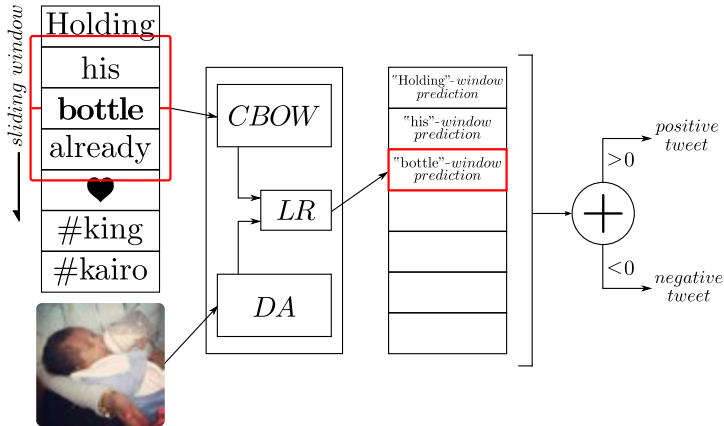 sliding window
Holding
his
bottle
already
♥
#king
#kairo
CBOW
LR
DA
"Holding"-window
prediction
"his"-window
prediction
"bottle"-window
prediction
+
>0
<0
positive
tweet
negative
tweet